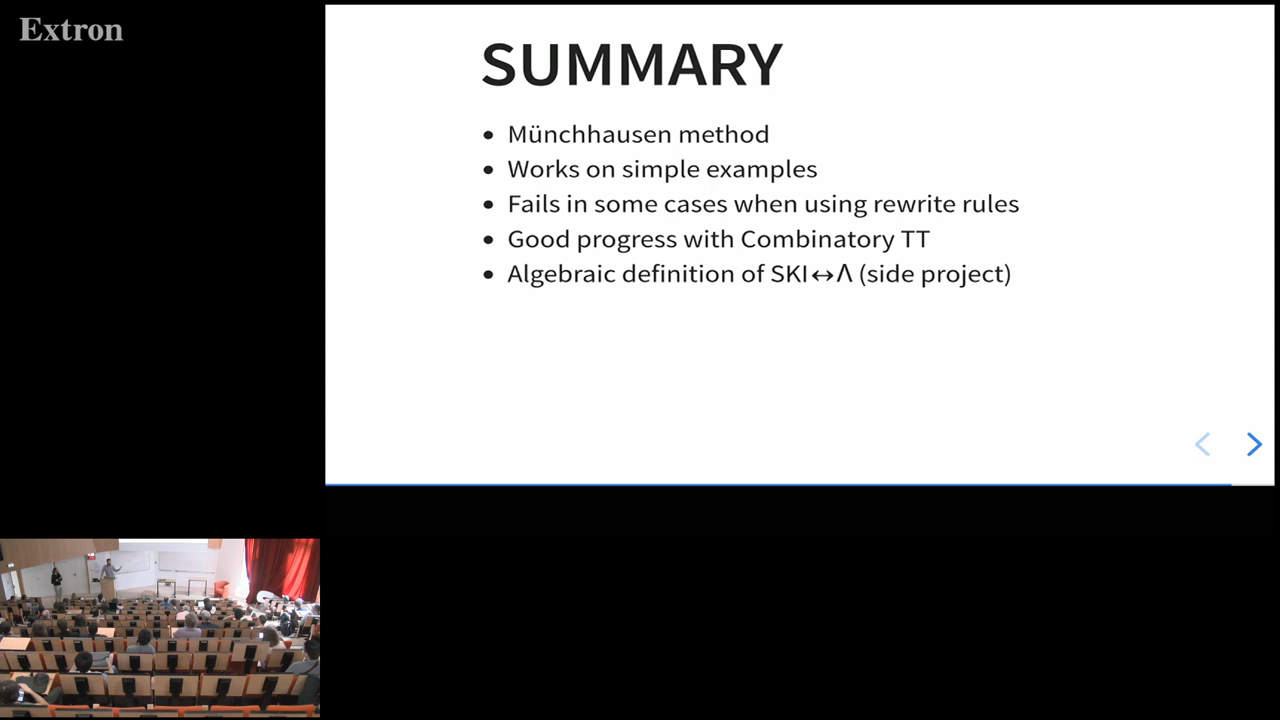 Extron
SUMMARY
• Münchhausen method
• Works on simple examples
• Fails in some cases when using rewrite rules
• Good progress with Combinatory TT
• Algebraic definition of SKI↔Λ (side project)